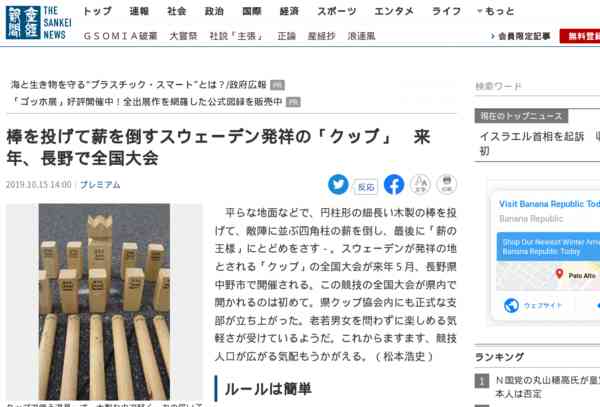 産経新聞
THE SANKEI NEWS
トップ 速報 社会 政治 国際 経済 スポーツ エンタメ ライフ もっと
ＧＳＯＭＩＡ破棄 大嘗祭 社説「主張」 正論 産経抄 浪速風
会員限定記事
無料登録
海と生き物を守る“プラスチック・スマート”とは？/政府広報 PR
「ゴッホ展」好評開催中！全出展作を網羅した公式図録を販売中 PR
棒を投げて薪を倒すスウェーデン発祥の「クッブ」　来
年、長野で全国大会
2019.10.15 14:00 プレミアム
反応
文字
印刷
平らな地面などで、円柱形の細長い木製の棒を投
げて、敵陣に並ぶ四角柱の薪を倒し、最後に「薪の
王様」にとどめをさす－。スウェーデンが発祥の地
とされる「クッブ」の全国大会が来年５月、長野県
中野市で開催される。この競技の全国大会が県内で
開かれるのは初めて。県クッブ協会内にも正式な支
部が立ち上がった。老若男女を問わずに楽しめる気
軽さが受けているようだ。これからますます、競技
人口が広がる気配もうかがえる。（松本浩史）
ルールは簡単
検索ワード
現在のトップニュース
イスラエル首相を起訴
初
Visit Banana Republic Tod
Banana Republic
Shop Our Newest Winter Am
Banana Republic Today
Palo Alto
ウェブサイト
ランキング
1 Ｎ国党の丸山穂高氏が皇
本人は否定